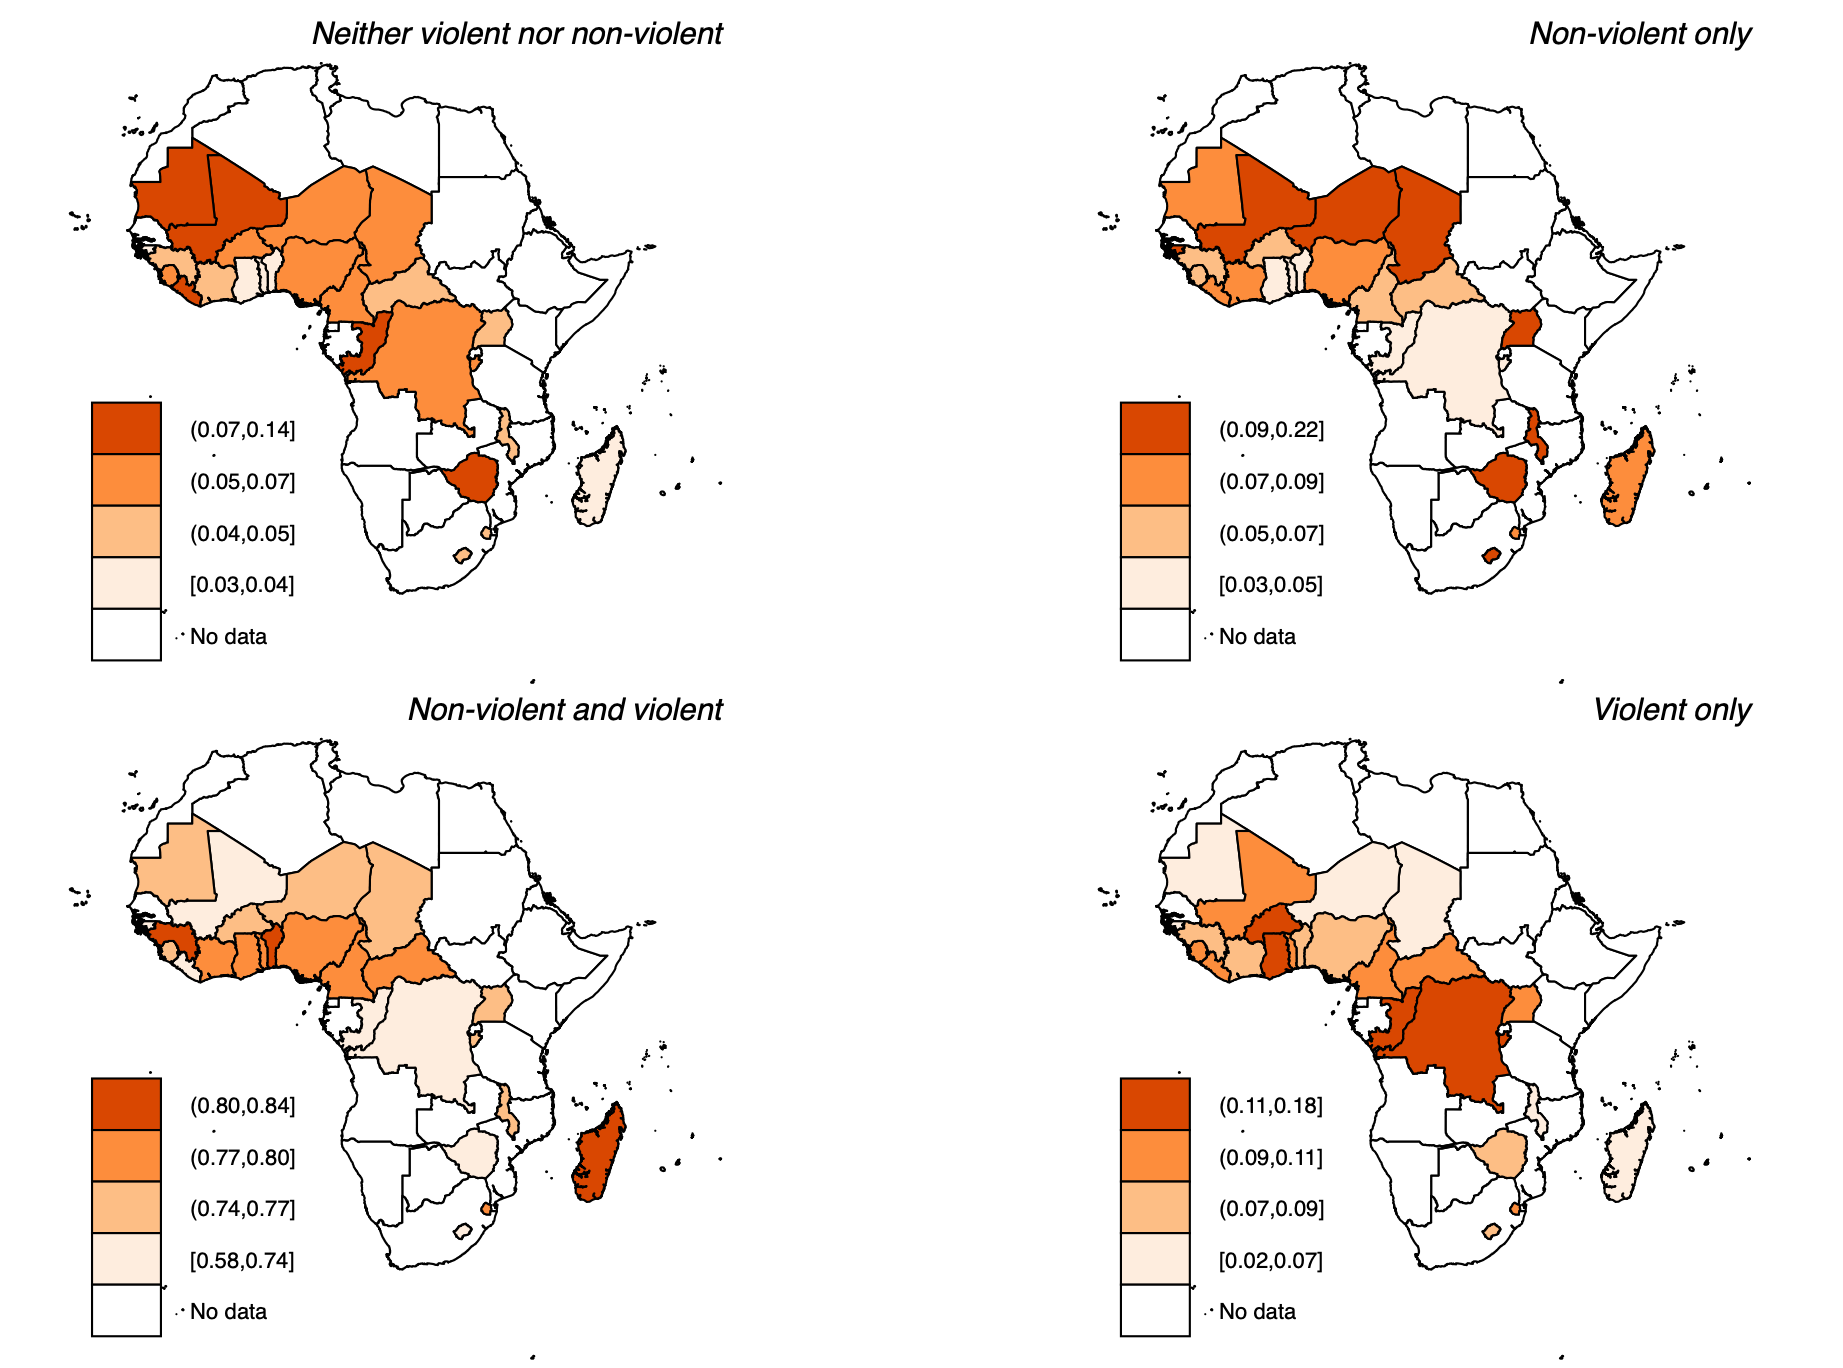 Neither violent nor non-violent
(0.07,0.14]
(0.05,0.07]
(0.04,0.05]
[0.03,0.04]
No data
Non-violent only
(0.09,0.22]
(0.07,0.09]
(0.05,0.07]
[0.03,0.05]
No data
Non-violent and violent
(0.80,0.84]
(0.77,0.80]
(0.74,0.77]
[0.58,0.74]
No data
Violent only
(0.11,0.18]
(0.09,0.11]
(0.07,0.09]
[0.02,0.07]
No data